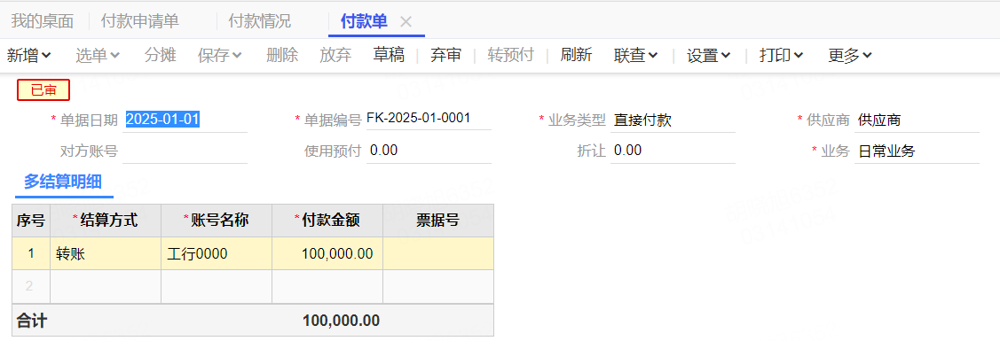 我的桌面 付款申请单 付款情况 付款单
新增 选单 分摊 保存 删除 放弃 草稿 弃审 转预付 刷新 联查 设置 打印 更多
已审
* 单据日期 2025-01-01 * 单据编号 FK-2025-01-0001 * 业务类型 直接付款 * 供应商 供应商
对方账号 使用预付 0.00 折让 0.00 * 业务 日常业务
多结算明细
序号 *结算方式 *账号名称 *付款金额 票据号
1 转账 工行0000 100,000.00
2
合计 100,000.00